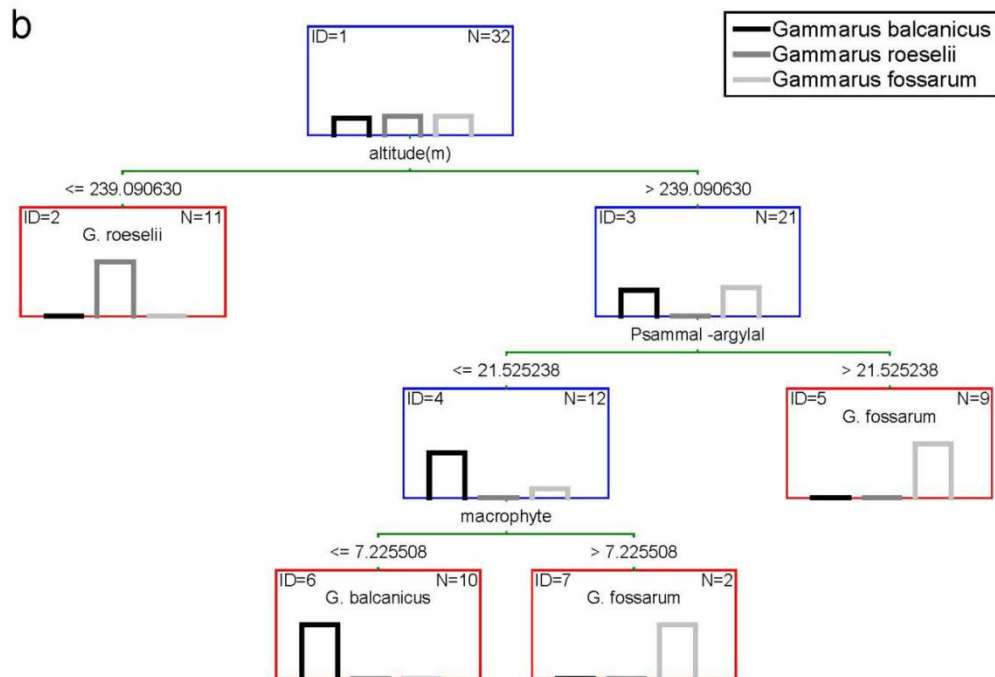 b
Gammarus balcanicus
Gammarus roeselii
Gammarus fossarum
ID=1 N=32
altitude(m)
<= 239.090630 > 239.090630
ID=2 N=11
G. roeselii
ID=3 N=21
Psammal -argylal
<= 21.525238 > 21.525238
ID=4 N=12
ID=5 N=9
G. fossarum
macrophyte
<= 7.225508 > 7.225508
ID=6 N=10
G. balcanicus
ID=7 N=2
G. fossarum